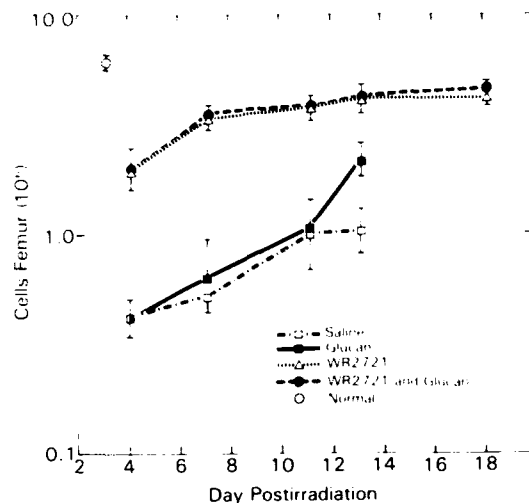 10 0
1.0
0.1
Cells Femur (10⁶)
Saline
Glucan
WR2721
WR2721 and Glucan
Normal
2 4 6 8 10 12 14 16 18
Day Postirradiation